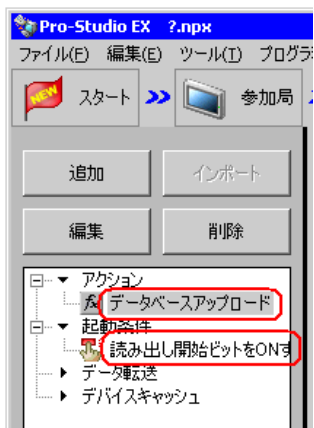 Pro-Studio EX ?.npx
ファイル(F) 編集(E) ツール(T) プログラ
NEW スタート 参加局
追加 インポート
編集 削除
アクション
fx データベースアップロード
起動条件
読み出し開始ビットをONす
データ転送
デバイスキャッシュ